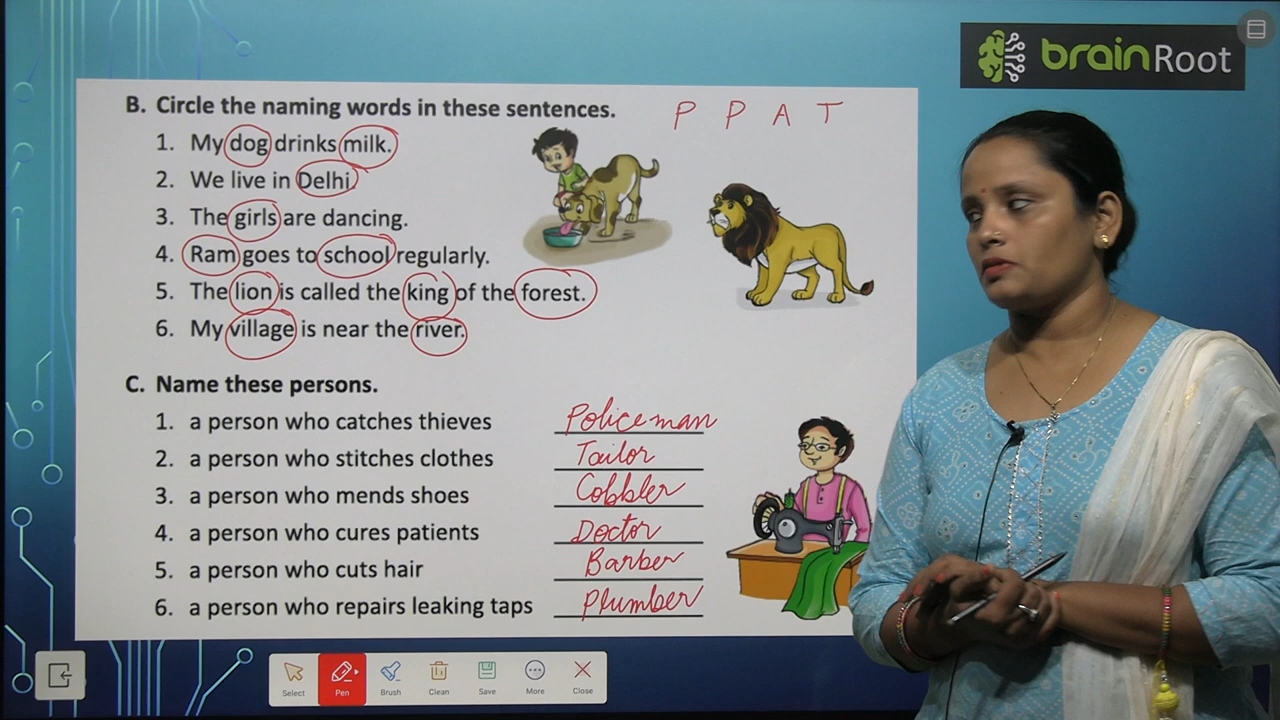 brainRoot
B. Circle the naming words in these sentences.
P P A T
1. My dog drinks milk.
2. We live in Delhi.
3. The girls are dancing.
4. Ram goes to school regularly.
5. The lion is called the king of the forest.
6. My village is near the river.
C. Name these persons.
1. a person who catches thieves Policeman
2. a person who stitches clothes Tailor
3. a person who mends shoes Cobbler
4. a person who cures patients Doctor
5. a person who cuts hair Barber
6. a person who repairs leaking taps Plumber
Select Pen Brush Clean Save More Close